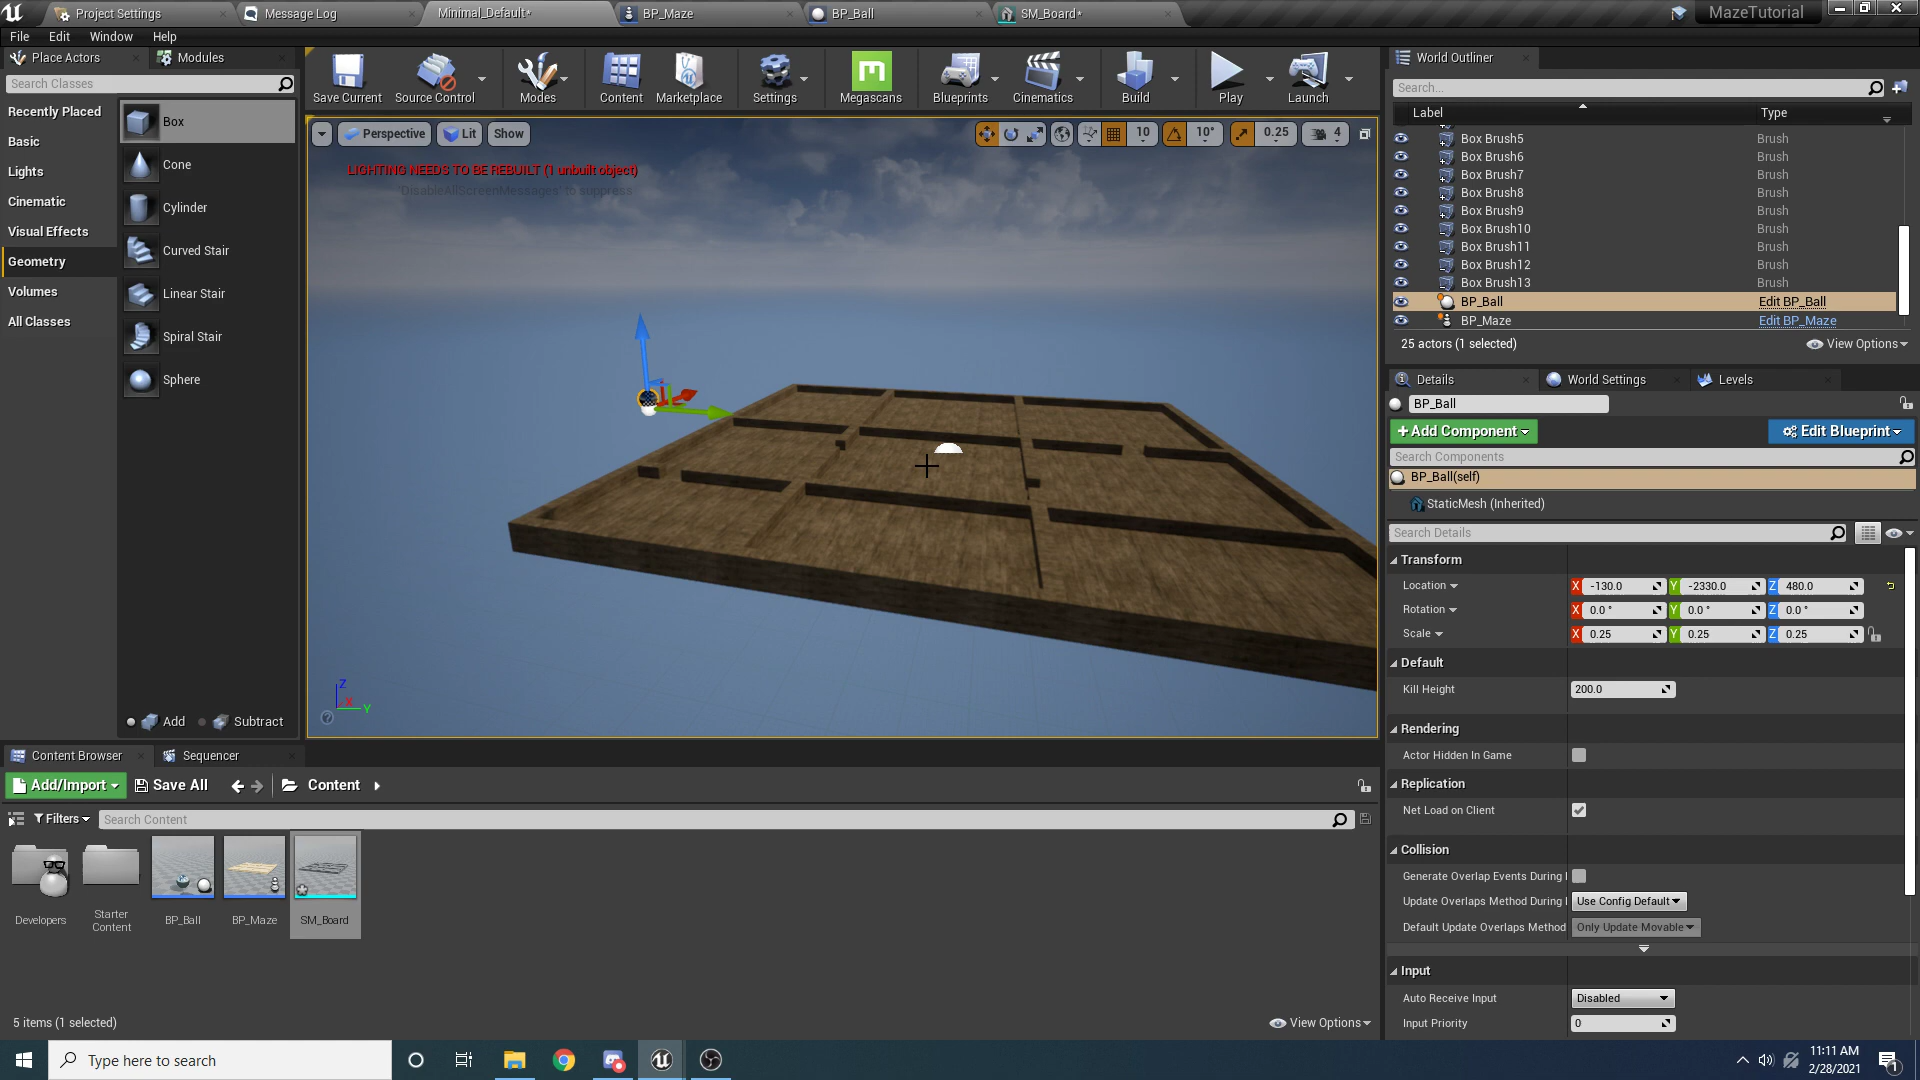 Project Settings
Message Log
Minimal_Default*
BP_Maze
BP_Ball
SM_Board*
MazeTutorial
File Edit Window Help
Place Actors
Modules
Search Classes
Recently Placed
Basic
Lights
Cinematic
Visual Effects
Geometry
Volumes
All Classes
Box
Cone
Cylinder
Curved Stair
Linear Stair
Spiral Stair
Sphere
Add
Subtract
Save Current
Source Control
Modes
Content
Marketplace
Settings
Megascans
Blueprints
Cinematics
Build
Play
Launch
Perspective
Lit
Show
10
10°
0.25
4
LIGHTING NEEDS TO BE REBUILT (1 unbuilt object)
'DisableAllScreenMessages' to suppress
Z
X
Y
World Outliner
Search...
Label
Type
Box Brush5 Brush
Box Brush6 Brush
Box Brush7 Brush
Box Brush8 Brush
Box Brush9 Brush
Box Brush10 Brush
Box Brush11 Brush
Box Brush12 Brush
Box Brush13 Brush
BP_Ball Edit BP_Ball
BP_Maze Edit BP_Maze
25 actors (1 selected)
View Options
Details
World Settings
Levels
BP_Ball
+Add Component
Edit Blueprint
Search Components
BP_Ball(self)
StaticMesh (Inherited)
Search Details
Transform
Location X -130.0 Y -2330.0 Z 480.0
Rotation X 0.0 ° Y 0.0 ° Z 0.0 °
Scale X 0.25 Y 0.25 Z 0.25
Default
Kill Height 200.0
Rendering
Actor Hidden In Game
Replication
Net Load on Client
Collision
Generate Overlap Events During
Update Overlaps Method During Use Config Default
Default Update Overlaps Method Only Update Movable
Input
Auto Receive Input Disabled
Input Priority 0
Content Browser
Sequencer
Add/Import
Save All
Content
Filters
Search Content
Developers
Starter
Content
BP_Ball
BP_Maze
SM_Board
5 items (1 selected)
View Options
Type here to search
11:11 AM
2/28/2021
1